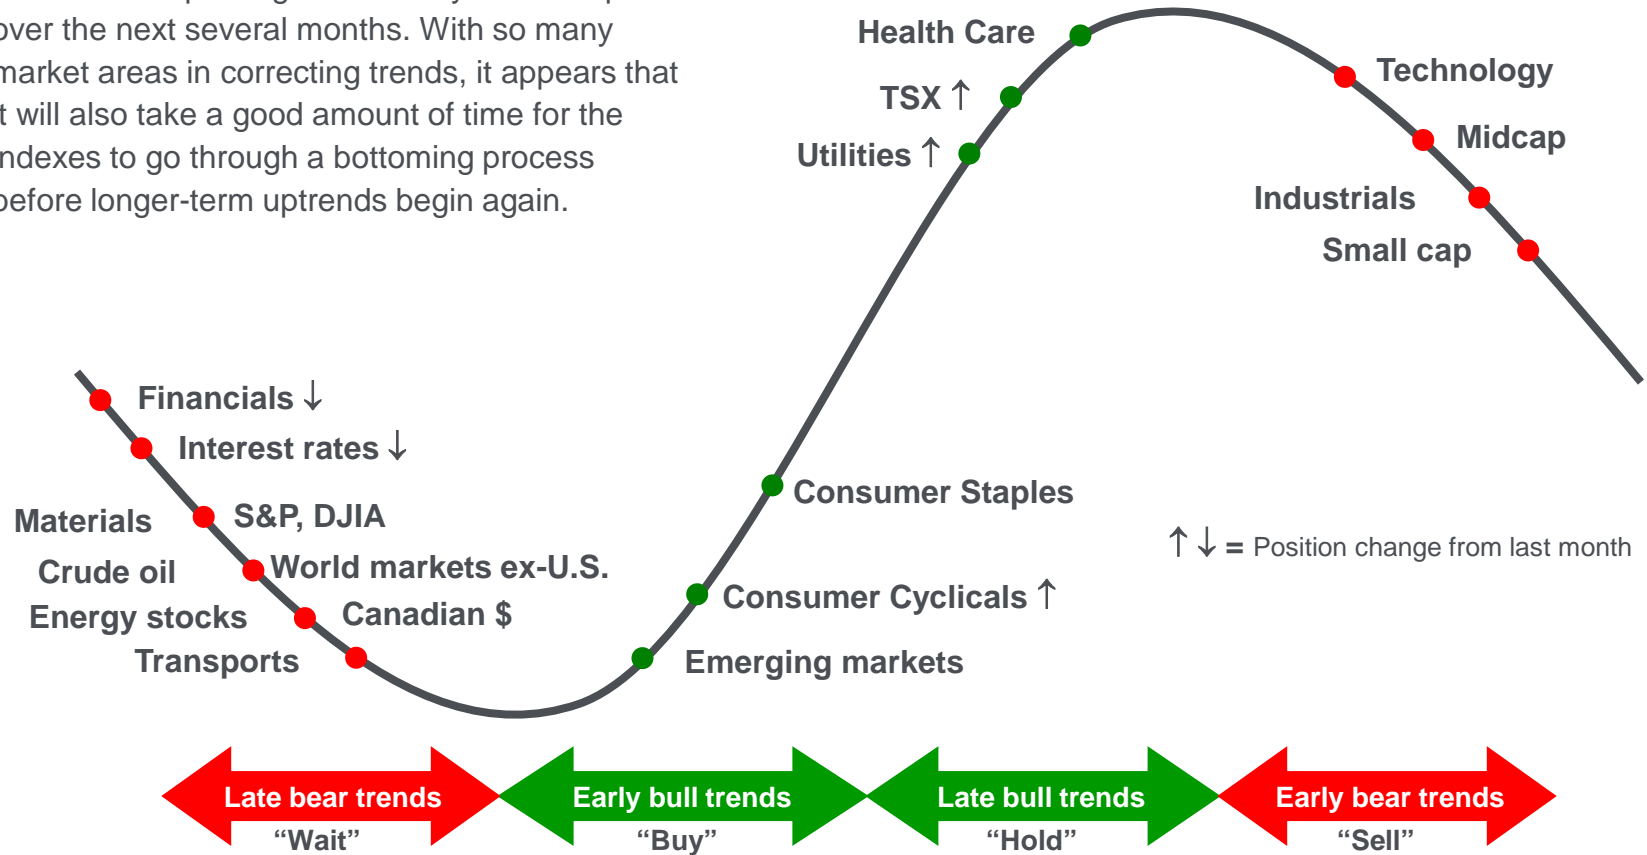 over the next several months. With so many
market areas in correcting trends, it appears that
t will also take a good amount of time for the
ndexes to go through a bottoming process
before longer-term uptrends begin again.
Health Care
TSX ↑
Utilities ↑
Technology
Midcap
Industrials
Small cap
Financials ↓
Interest rates ↓
Materials S&P, DJIA
Crude oil World markets ex-U.S.
Energy stocks Canadian $
Transports
Consumer Staples
Consumer Cyclicals ↑
Emerging markets
↑↓ = Position change from last month
Late bear trends Early bull trends Late bull trends Early bear trends
“Wait” “Buy” “Hold” “Sell”